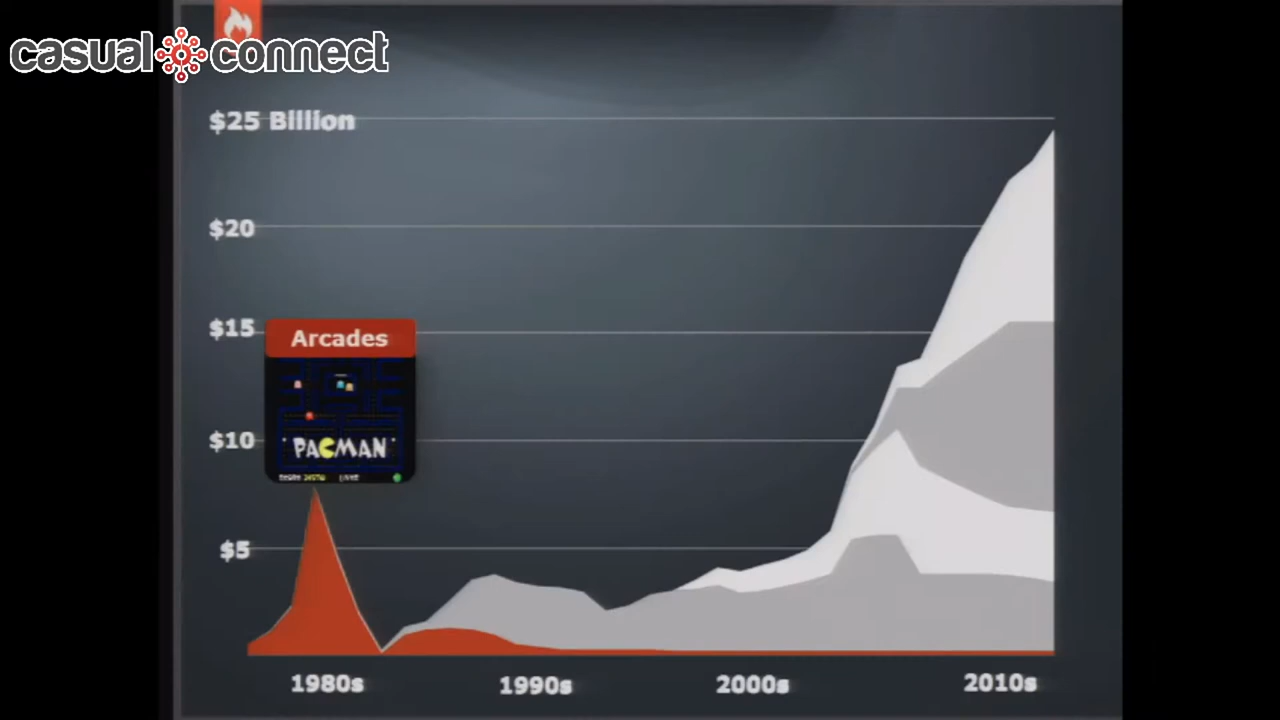 casual connect
$25 Billion
$20
$15
Arcades
PACMAN
$10
$5
1980s
1990s
2000s
2010s